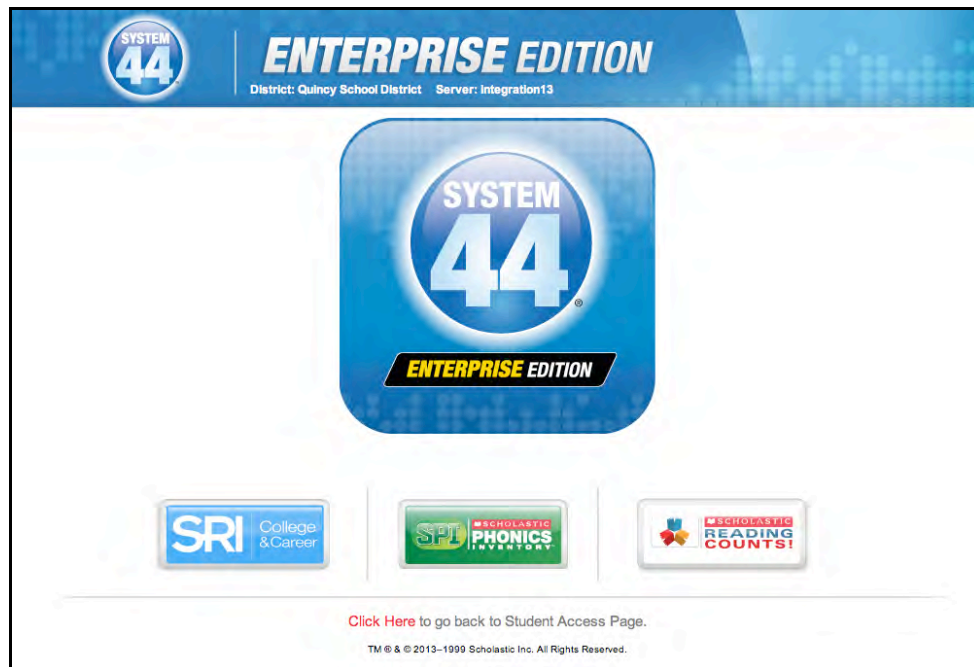 SYSTEM
44®
ENTERPRISE EDITION
District: Quincy School District Server: integration13
SYSTEM
44®
ENTERPRISE EDITION
SRI College
&Career
SPI SCHOLASTIC
PHONICS
INVENTORY™
SCHOLASTIC
READING
COUNTS!
Click Here to go back to Student Access Page.
TM ® & © 2013–1999 Scholastic Inc. All Rights Reserved.